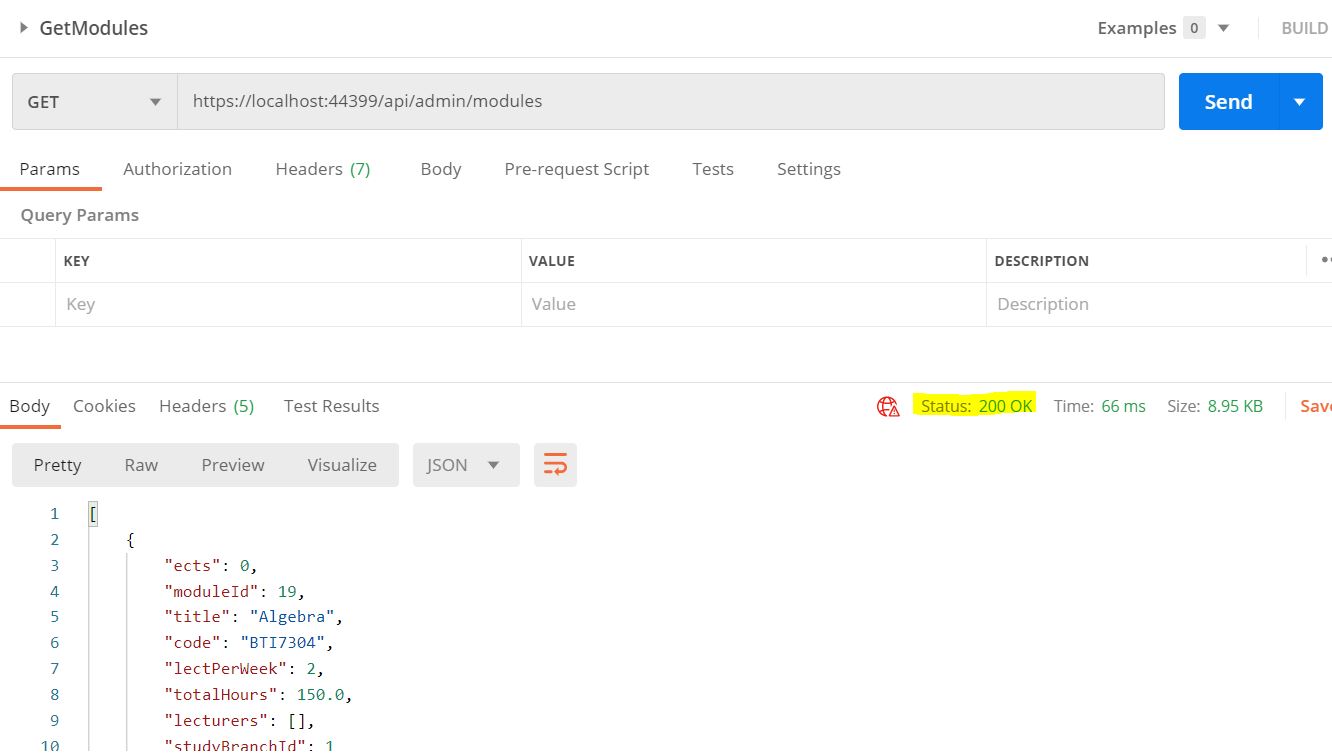 GetModules Examples 0 BUILD
GET https://localhost:44399/api/admin/modules Send
Params Authorization Headers (7) Body Pre-request Script Tests Settings
Query Params
KEY VALUE DESCRIPTION
Key Value Description
Body Cookies Headers (5) Test Results Status: 200 OK Time: 66 ms Size: 8.95 KB Save
Pretty Raw Preview Visualize JSON
1 [
2 {
3 "ects": 0,
4 "moduleId": 19,
5 "title": "Algebra",
6 "code": "BTI7304",
7 "lectPerWeek": 2,
8 "totalHours": 150.0,
9 "lecturers": [],
10 "studyBranchId": 1